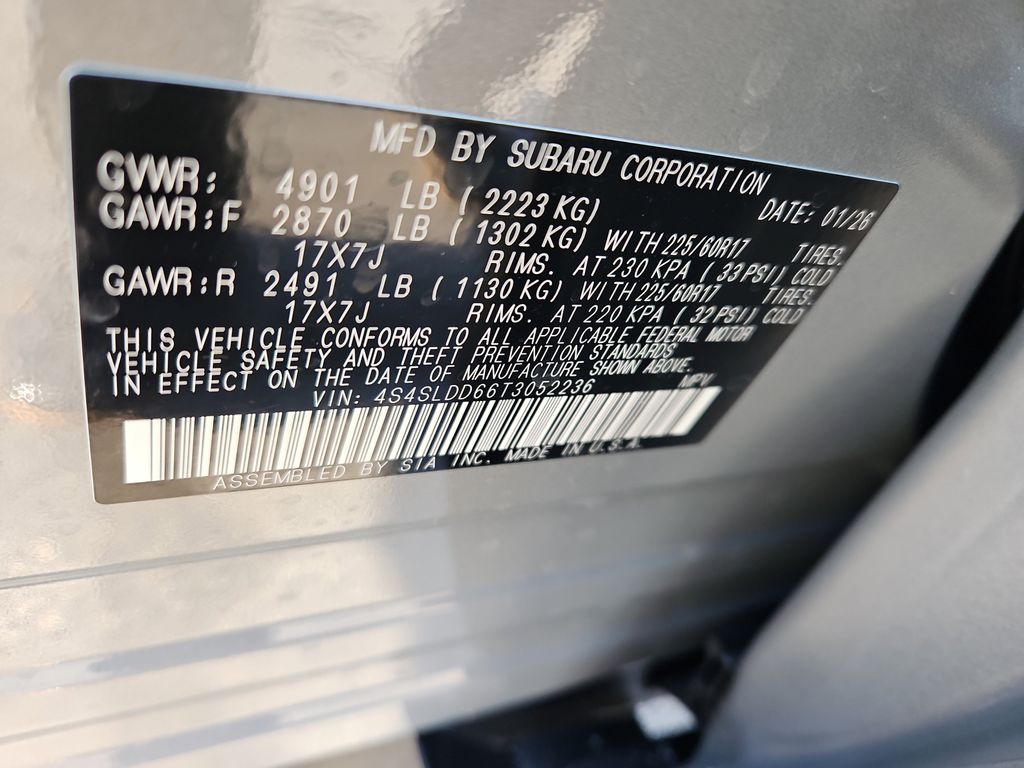 MFD BY SUBARU CORPORATION
GVWR: 4901 LB (2223 KG) DATE: 01/26
GAWR:F 2870 LB (1302 KG) WITH 225/60R17 TIRES,
17X7J RIMS. AT 230 KPA (33 PSI) COLD
GAWR:R 2491 LB (1130 KG) WITH 225/60R17 TIRES,
17X7J RIMS. AT 220 KPA (32 PSI) COLD
THIS VEHICLE CONFORMS TO ALL APPLICABLE FEDERAL MOTOR
VEHICLE SAFETY AND THEFT PREVENTION STANDARDS
IN EFFECT ON THE DATE OF MANUFACTURE SHOWN ABOVE.
VIN: 4S4SLDD66T3052236 MPV
ASSEMBLED BY SIA INC. MADE IN U.S.A.